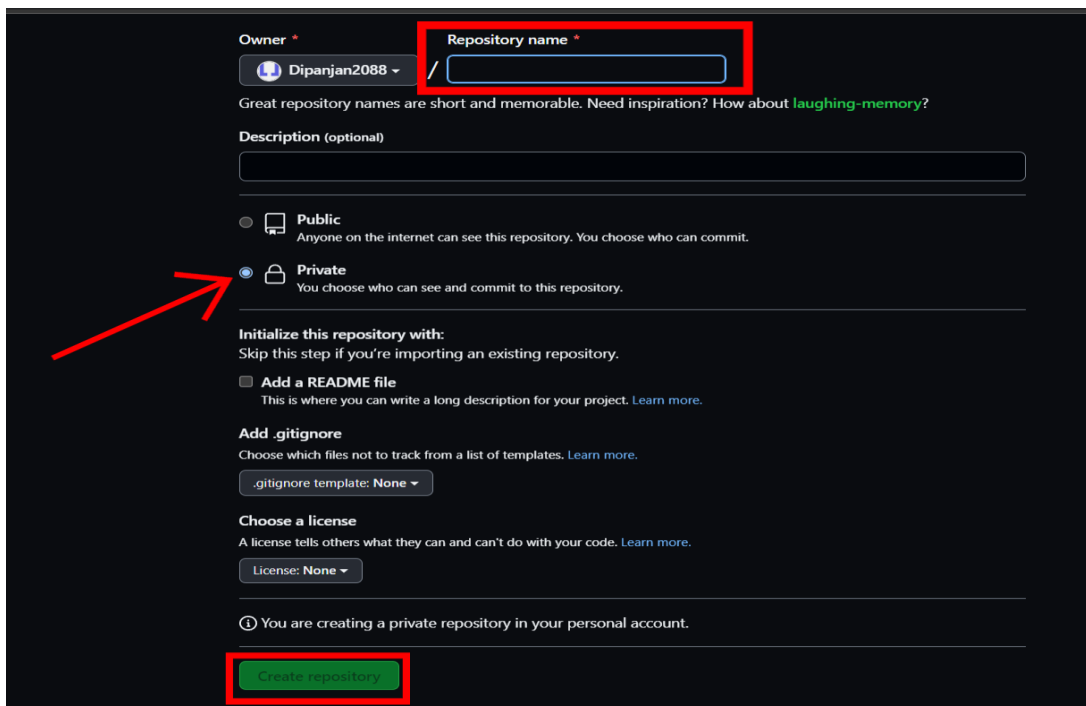 Owner * Repository name *
Dipanjan2088 /
Great repository names are short and memorable. Need inspiration? How about laughing-memory?
Description (optional)
Public
Anyone on the internet can see this repository. You choose who can commit.
Private
You choose who can see and commit to this repository.
Initialize this repository with:
Skip this step if you’re importing an existing repository.
Add a README file
This is where you can write a long description for your project. Learn more.
Add .gitignore
Choose which files not to track from a list of templates. Learn more.
.gitignore template: None
Choose a license
A license tells others what they can and can't do with your code. Learn more.
License: None
You are creating a private repository in your personal account.
Create repository